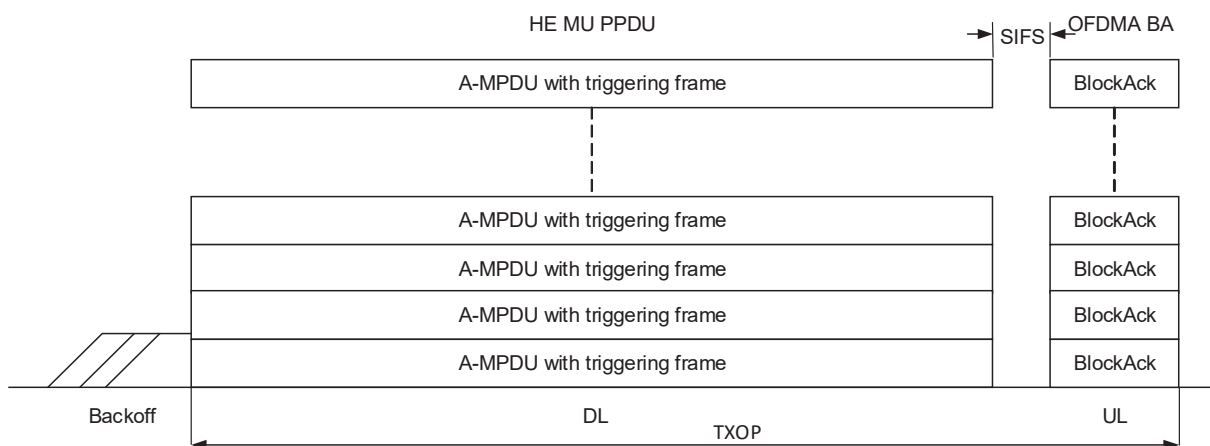 HE MU PPDU
SIFS
OFDMA BA
A-MPDU with triggering frame
BlockAck
A-MPDU with triggering frame
BlockAck
A-MPDU with triggering frame
BlockAck
A-MPDU with triggering frame
BlockAck
A-MPDU with triggering frame
BlockAck
Backoff
DL
UL
TXOP